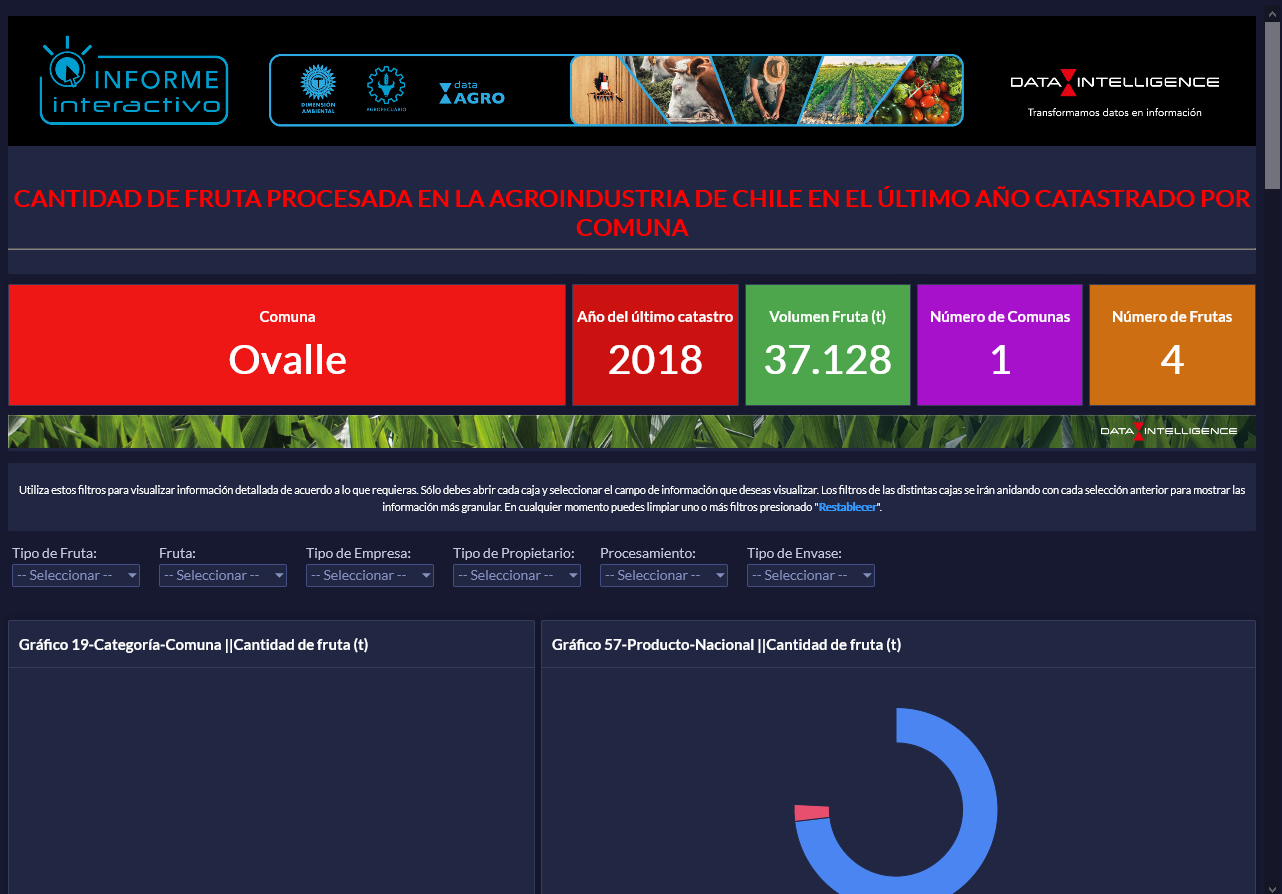 INFORME
interactivo
DIMENSIÓN
AMBIENTAL
AGROPECUARIO
data
AGRO
DATA INTELLIGENCE
Transformamos datos en información
CANTIDAD DE FRUTA PROCESADA EN LA AGROINDUSTRIA DE CHILE EN EL ÚLTIMO AÑO CATASTRADO POR
COMUNA
Comuna
Ovalle
Año del último catastro
2018
Volumen Fruta (t)
37.128
Número de Comunas
1
Número de Frutas
4
DATA INTELLIGENCE
Utiliza estos filtros para visualizar información detallada de acuerdo a lo que requieras. Sólo debes abrir cada caja y seleccionar el campo de información que deseas visualizar. Los filtros de las distintas cajas se irán anidando con cada selección anterior para mostrar las
información más granular. En cualquier momento puedes limpiar uno o más filtros presionado "Restablecer".
Tipo de Fruta:
-- Seleccionar --
Fruta:
-- Seleccionar --
Tipo de Empresa:
-- Seleccionar --
Tipo de Propietario:
-- Seleccionar --
Procesamiento:
-- Seleccionar --
Tipo de Envase:
-- Seleccionar --
Gráfico 19-Categoría-Comuna ||Cantidad de fruta (t)
Gráfico 57-Producto-Nacional ||Cantidad de fruta (t)